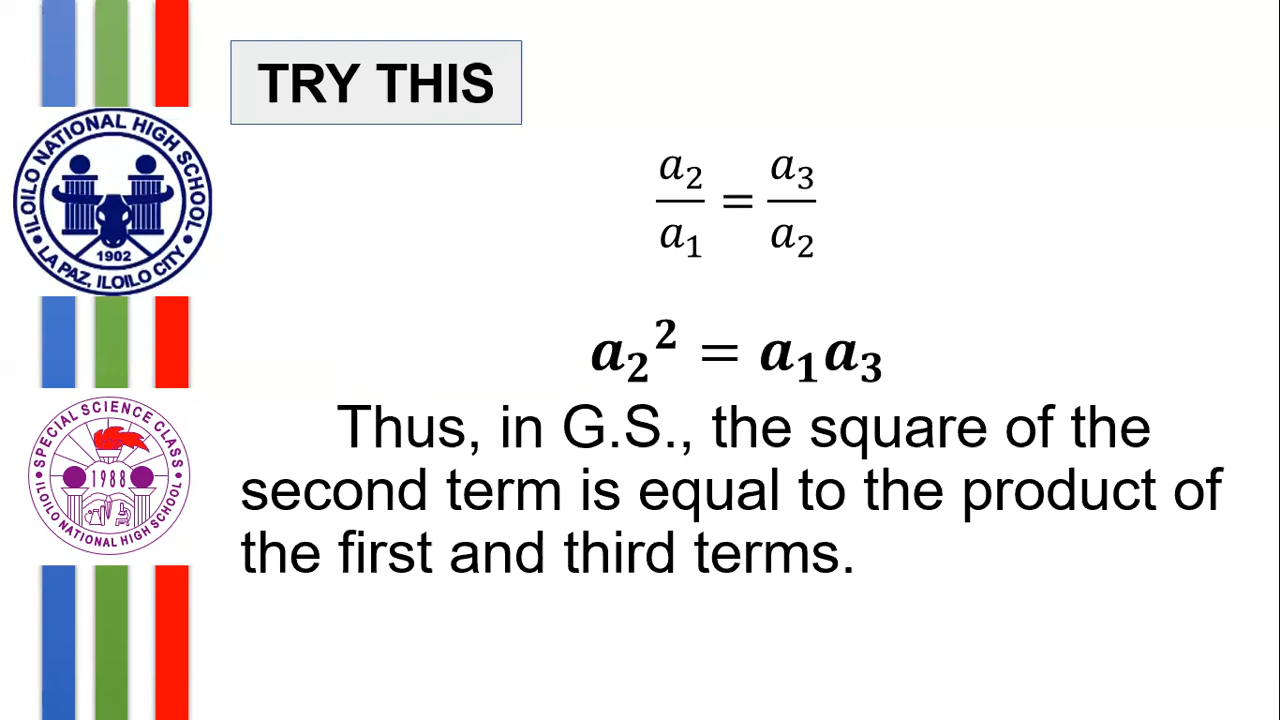 TRY THIS
ILOILO NATIONAL HIGH SCHOOL
1902
LA PAZ, ILOILO CITY
a₂/a₁ = a₃/a₂
a₂² = a₁a₃
Thus, in G.S., the square of the
second term is equal to the product of
the first and third terms.
SPECIAL SCIENCE CLASS
1988
ILOILO NATIONAL HIGH SCHOOL